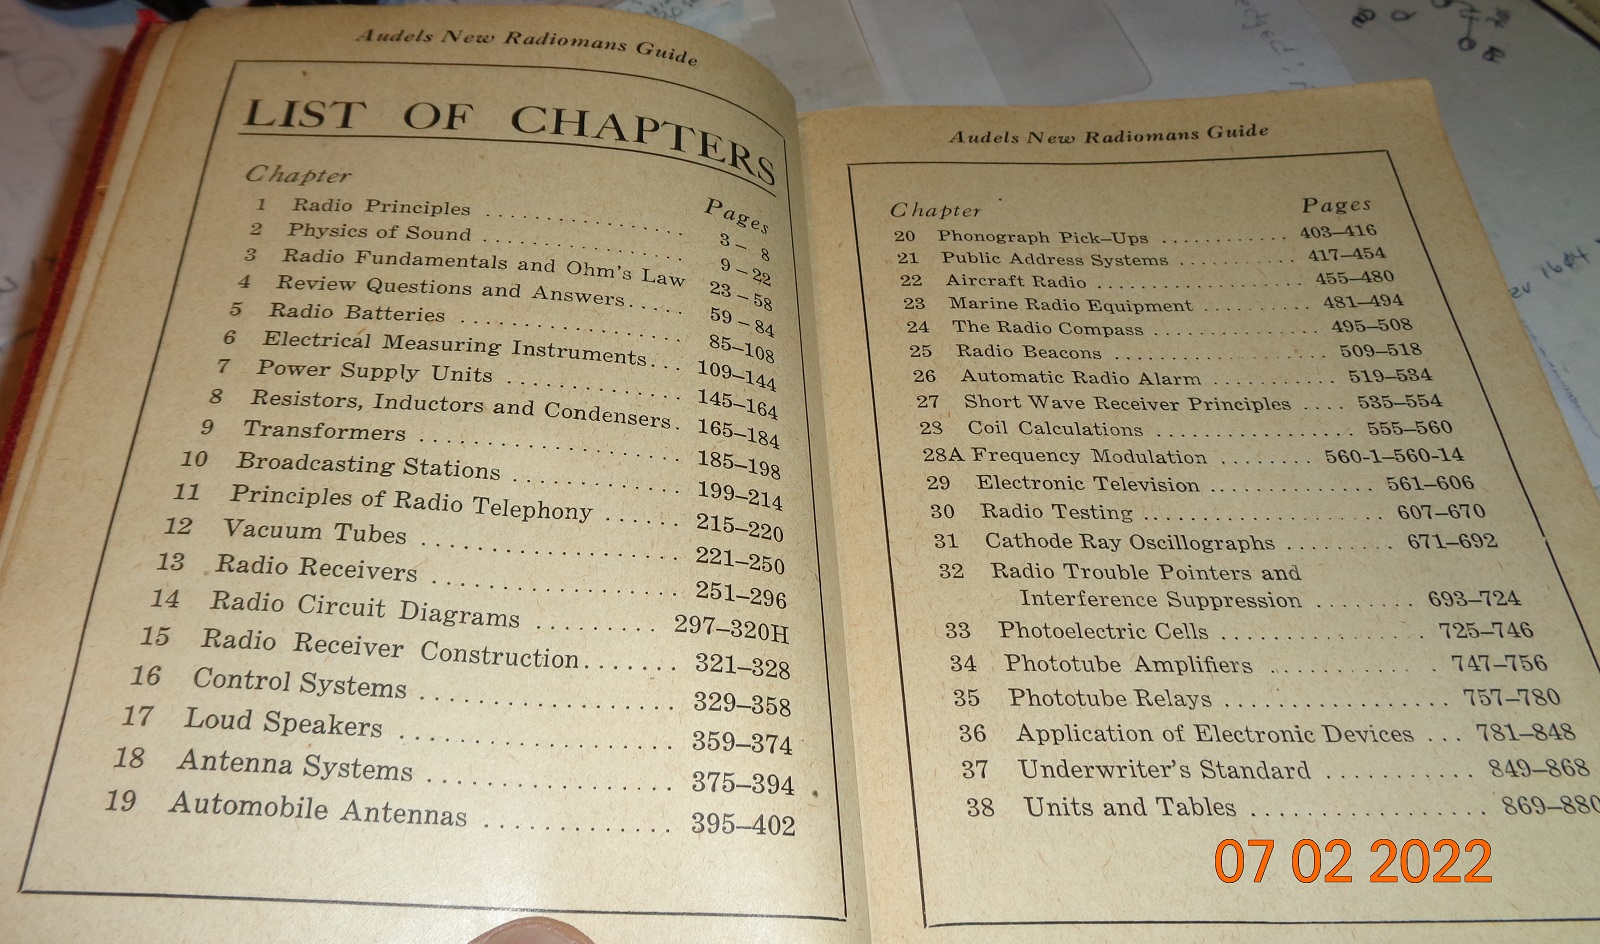 Audels New Radiomans Guide
LIST OF CHAPTERS
Chapter Pages
1 Radio Principles .................. 3 – 8
2 Physics of Sound .................. 9 – 22
3 Radio Fundamentals and Ohm's Law 23 – 58
4 Review Questions and Answers..... 59 – 84
5 Radio Batteries .................. 85–108
6 Electrical Measuring Instruments... 109–144
7 Power Supply Units .............. 145–164
8 Resistors, Inductors and Condensers. 165–184
9 Transformers .................... 185–198
10 Broadcasting Stations ............. 199–214
11 Principles of Radio Telephony ...... 215–220
12 Vacuum Tubes .................... 221–250
13 Radio Receivers .................. 251–296
14 Radio Circuit Diagrams ......... 297–320H
15 Radio Receiver Construction....... 321–328
16 Control Systems .................. 329–358
17 Loud Speakers ................... 359–374
18 Antenna Systems ................. 375–394
19 Automobile Antennas ............. 395–402
Audels New Radiomans Guide
Chapter Pages
20 Phonograph Pick–Ups ............ 403–416
21 Public Address Systems ........... 417–454
22 Aircraft Radio ................... 455–480
23 Marine Radio Equipment .......... 481–494
24 The Radio Compass .............. 495–508
25 Radio Beacons .................. 509–518
26 Automatic Radio Alarm ........... 519–534
27 Short Wave Receiver Principles .... 535–554
28 Coil Calculations ................. 555–560
28A Frequency Modulation ........ 560-1–560-14
29 Electronic Television .............. 561–606
30 Radio Testing .................... 607–670
31 Cathode Ray Oscillographs ......... 671–692
32 Radio Trouble Pointers and
Interference Suppression ........ 693–724
33 Photoelectric Cells ................ 725–746
34 Phototube Amplifiers ............. 747–756
35 Phototube Relays ................. 757–780
36 Application of Electronic Devices ... 781–848
37 Underwriter's Standard ........... 849–868
38 Units and Tables ................. 869–880
07 02 2022